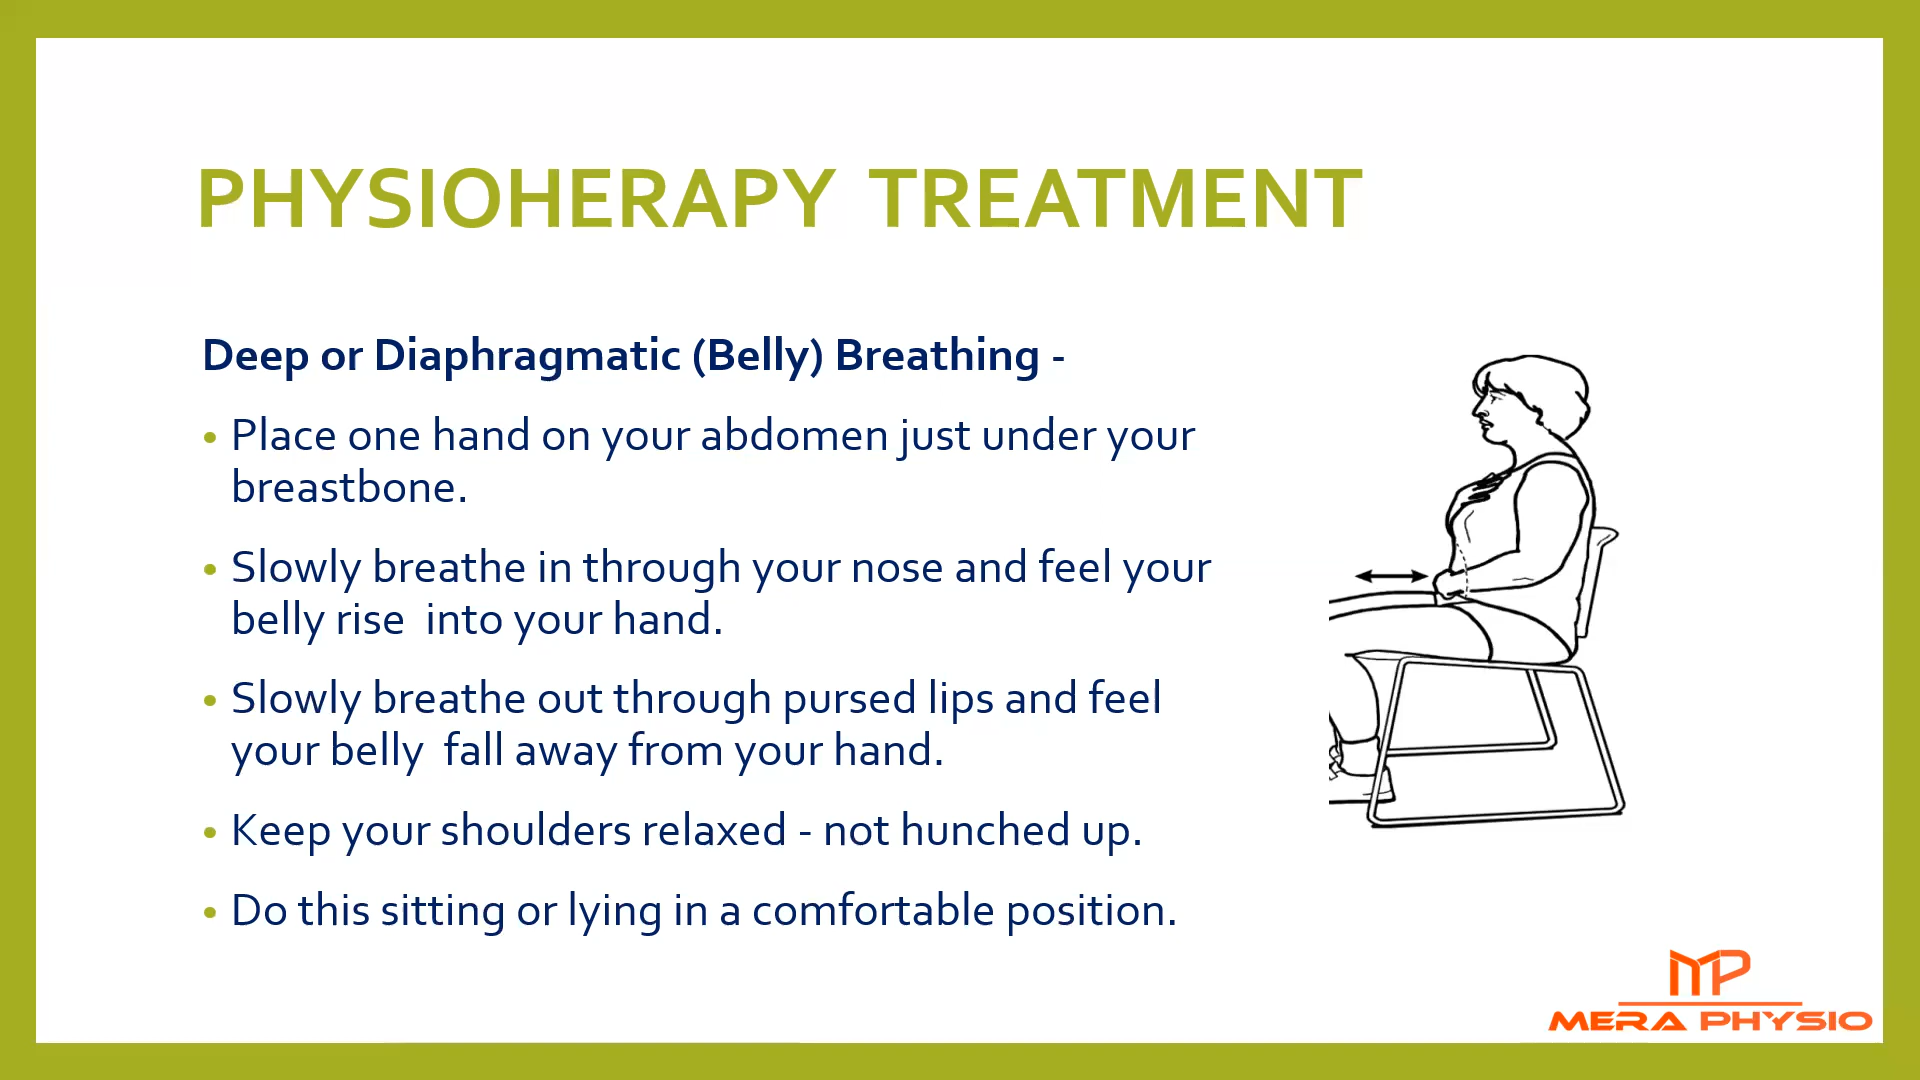 PHYSIOHERAPY TREATMENT
Deep or Diaphragmatic (Belly) Breathing -
• Place one hand on your abdomen just under your
breastbone.
• Slowly breathe in through your nose and feel your
belly rise into your hand.
• Slowly breathe out through pursed lips and feel
your belly fall away from your hand.
• Keep your shoulders relaxed - not hunched up.
• Do this sitting or lying in a comfortable position.
MP
MERA PHYSIO